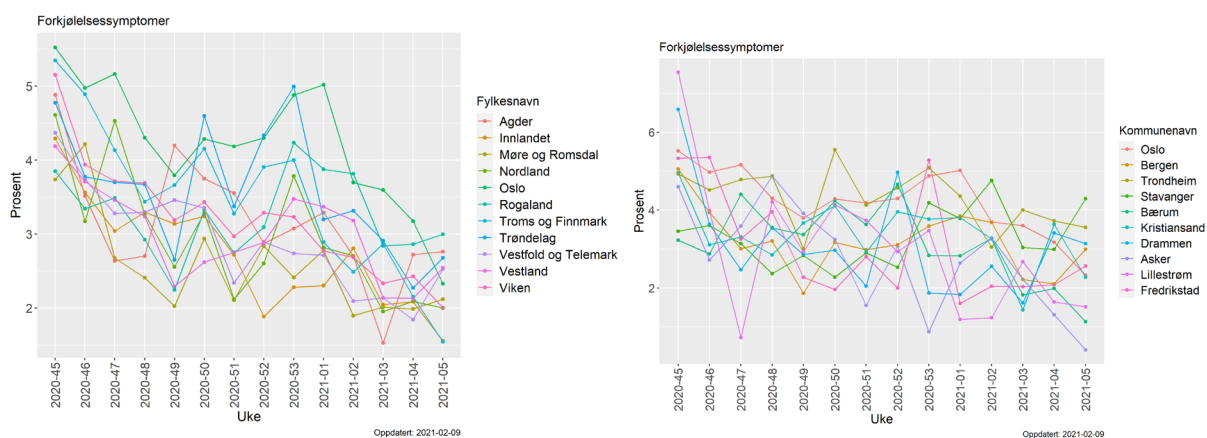 Forkjølelsessymptomer
Prosent
5
4
3
2
2020-45
2020-46
2020-47
2020-48
2020-49
2020-50
2020-51
2020-52
2020-53
2021-01
2021-02
2021-03
2021-04
2021-05
Uke
Fylkesnavn
Agder
Innlandet
Møre og Romsdal
Nordland
Oslo
Rogaland
Troms og Finnmark
Trøndelag
Vestfold og Telemark
Vestland
Viken
Oppdatert: 2021-02-09
Forkjølelsessymptomer
Prosent
6
4
2
2020-45
2020-46
2020-47
2020-48
2020-49
2020-50
2020-51
2020-52
2020-53
2021-01
2021-02
2021-03
2021-04
2021-05
Uke
Kommunenavn
Oslo
Bergen
Trondheim
Stavanger
Bærum
Kristiansand
Drammen
Asker
Lillestrøm
Fredrikstad
Oppdatert: 2021-02-09